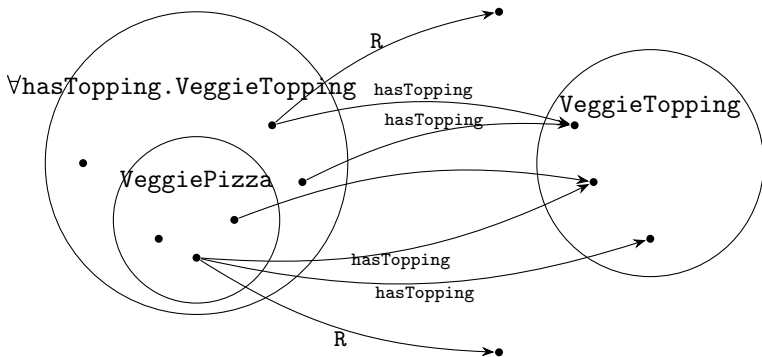 R
∀hasTopping.VeggieTopping
hasTopping
VeggieTopping
hasTopping
VeggiePizza
hasTopping
hasTopping
R